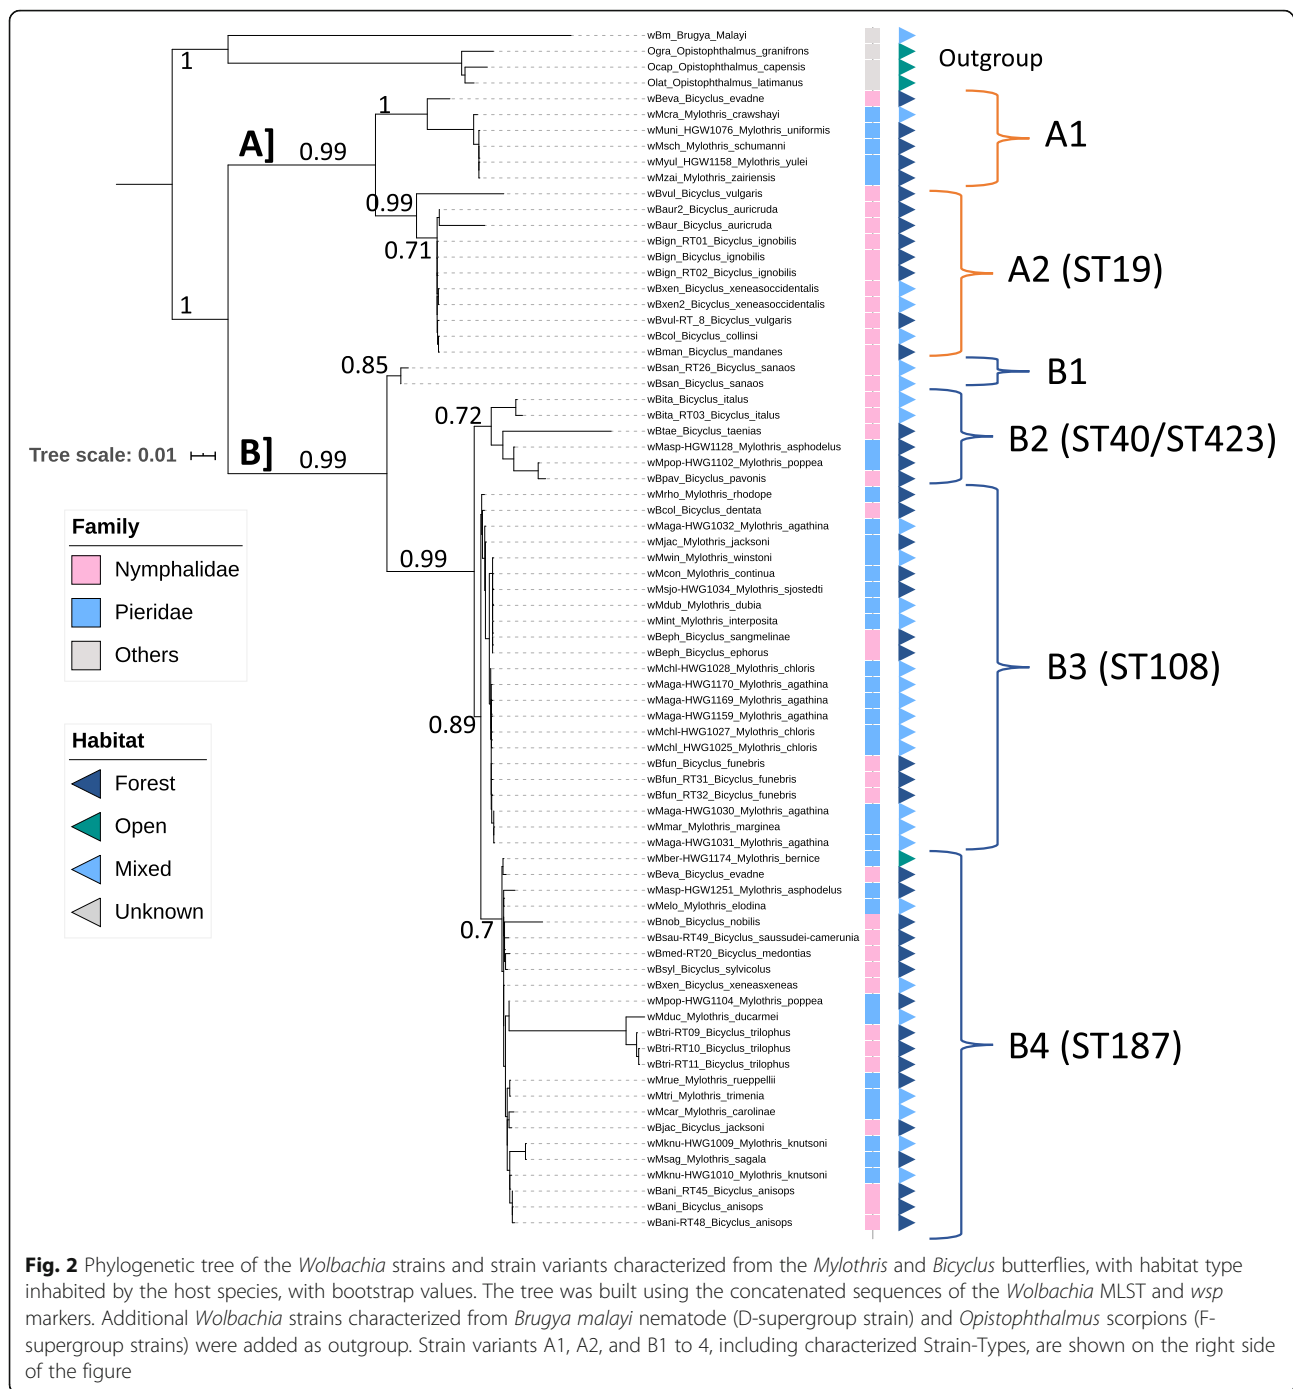 wBm_Brugya_Malayi
Ogra_Opistophthalmus_granifrons
Ocap_Opistophthalmus_capensis
Olat_Opistophthalmus_latimanus
Outgroup
1
wBeva_Bicyclus_evadne
wMcra_Mylothris_crawshayi
wMuni_HGW1076_Mylothris_uniformis
wMsch_Mylothris_schumanni
wMyul_HGW1158_Mylothris_yulei
wMzai_Mylothris_zairiensis
1
A1
A]
0.99
wBvul_Bicyclus_vulgaris
wBaur2_Bicyclus_auricruda
wBaur_Bicyclus_auricruda
wBign_RT01_Bicyclus_ignobilis
wBign_Bicyclus_ignobilis
wBign_RT02_Bicyclus_ignobilis
wBxen_Bicyclus_xeneasoccidentalis
wBxen2_Bicyclus_xeneasoccidentalis
wBvul-RT_8_Bicyclus_vulgaris
wBcol_Bicyclus_collinsi
wBman_Bicyclus_mandanes
0.99
0.71
A2 (ST19)
1
wBsan_RT26_Bicyclus_sanaos
wBsan_Bicyclus_sanaos
0.85
B1
wBita_Bicyclus_italus
wBita_RT03_Bicyclus_italus
wBtae_Bicyclus_taenias
wMasp-HGW1128_Mylothris_asphodelus
wMpop-HWG1102_Mylothris_poppea
wBpav_Bicyclus_pavonis
0.72
B2 (ST40/ST423)
B]
0.99
Tree scale: 0.01
wMrho_Mylothris_rhodope
wBcol_Bicyclus_dentata
wMaga-HWG1032_Mylothris_agathina
wMjac_Mylothris_jacksoni
wMwin_Mylothris_winstoni
wMcon_Mylothris_continua
wMsjo-HWG1034_Mylothris_sjostedti
wMdub_Mylothris_dubia
wMint_Mylothris_interposita
wBeph_Bicyclus_sangmelinae
wBeph_Bicyclus_ephorus
wMchl-HWG1028_Mylothris_chloris
wMaga-HWG1170_Mylothris_agathina
wMaga-HWG1169_Mylothris_agathina
wMaga-HWG1159_Mylothris_agathina
wMchl-HWG1027_Mylothris_chloris
wMchl_HWG1025_Mylothris_chloris
wBfun_Bicyclus_funebris
wBfun_RT31_Bicyclus_funebris
wBfun_RT32_Bicyclus_funebris
wMaga-HWG1030_Mylothris_agathina
wMmar_Mylothris_marginea
wMaga-HWG1031_Mylothris_agathina
0.99
0.89
B3 (ST108)
wMber-HWG1174_Mylothris_bernice
wBeva_Bicyclus_evadne
wMasp-HGW1251_Mylothris_asphodelus
wMelo_Mylothris_elodina
wBnob_Bicyclus_nobilis
wBsau-RT49_Bicyclus_saussudei-camerunia
wBmed-RT20_Bicyclus_medontias
wBsyl_Bicyclus_sylvicolus
wBxen_Bicyclus_xeneasxeneas
wMpop-HWG1104_Mylothris_poppea
wMduc_Mylothris_ducarmei
wBtri-RT09_Bicyclus_trilophus
wBtri-RT10_Bicyclus_trilophus
wBtri-RT11_Bicyclus_trilophus
wMrue_Mylothris_rueppellii
wMtri_Mylothris_trimenia
wMcar_Mylothris_carolinae
wBjac_Bicyclus_jacksoni
wMknu-HWG1009_Mylothris_knutsoni
wMsag_Mylothris_sagala
wMknu-HWG1010_Mylothris_knutsoni
wBani_RT45_Bicyclus_anisops
wBani_Bicyclus_anisops
wBani-RT48_Bicyclus_anisops
0.7
B4 (ST187)
Family
Nymphalidae
Pieridae
Others
Habitat
Forest
Open
Mixed
Unknown
Fig. 2 Phylogenetic tree of the Wolbachia strains and strain variants characterized from the Mylothris and Bicyclus butterflies, with habitat type
inhabited by the host species, with bootstrap values. The tree was built using the concatenated sequences of the Wolbachia MLST and wsp
markers. Additional Wolbachia strains characterized from Brugya malayi nematode (D-supergroup strain) and Opistophthalmus scorpions (F-
supergroup strains) were added as outgroup. Strain variants A1, A2, and B1 to 4, including characterized Strain-Types, are shown on the right side
of the figure